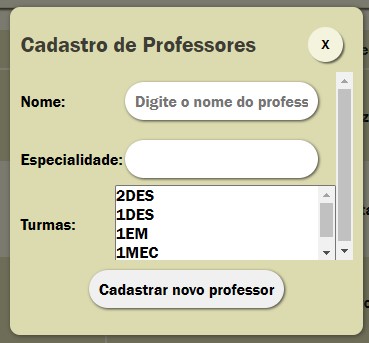 Cadastro de Professores
X
Nome:
Digite o nome do profess
Especialidade:
2DES
1DES
Turmas:
1EM
1MEC
Cadastrar novo professor